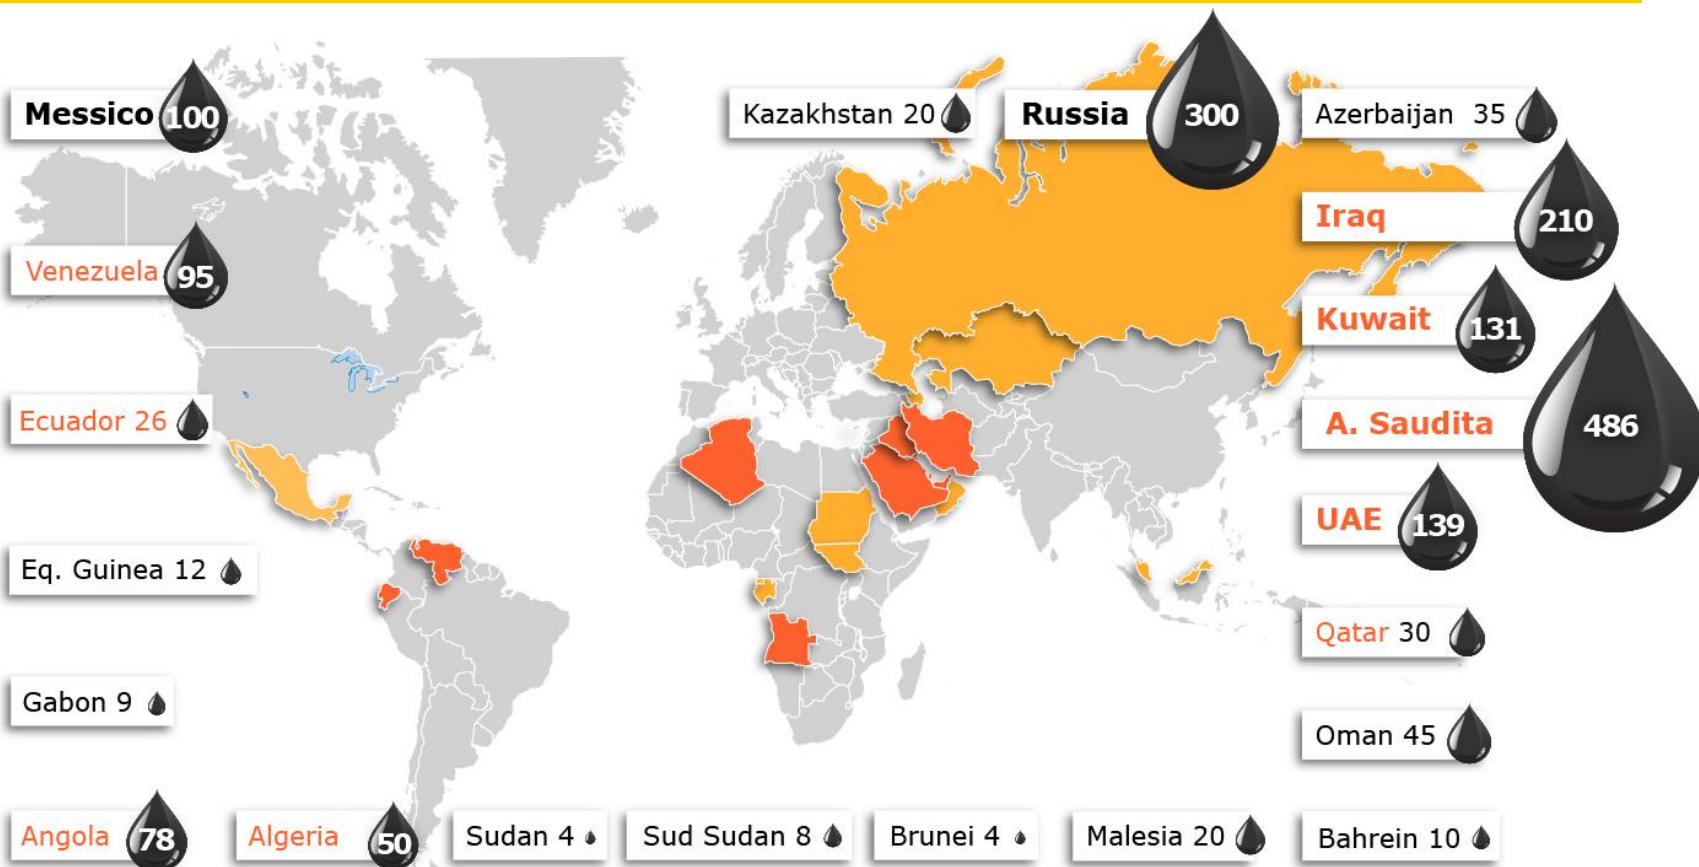 Messico 100
Kazakhstan 20
Russia 300
Azerbaijan 35
Iraq 210
Venezuela 95
Kuwait 131
Ecuador 26
A. Saudita 486
UAE 139
Eq. Guinea 12
Qatar 30
Gabon 9
Oman 45
Angola 78
Algeria 50
Sudan 4
Sud Sudan 8
Brunei 4
Malesia 20
Bahrein 10